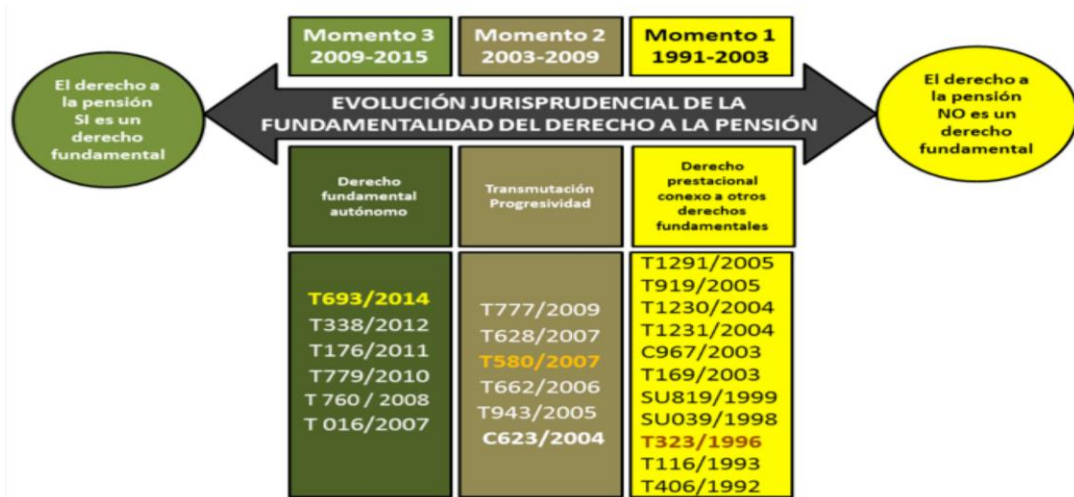 Momento 3
2009-2015
Momento 2
2003-2009
Momento 1
1991-2003
El derecho a
la pensión
SI es un
derecho
fundamental
EVOLUCIÓN JURISPRUDENCIAL DE LA
FUNDAMENTALIDAD DEL DERECHO A LA PENSIÓN
El derecho a
la pensión
NO es un
derecho
fundamental
Derecho
fundamental
autónomo
Transmutación
Progresividad
Derecho
prestacional
conexo a otros
derechos
fundamentales
T693/2014
T338/2012
T176/2011
T779/2010
T 760 / 2008
T 016/2007
T777/2009
T628/2007
T580/2007
T662/2006
T943/2005
C623/2004
T1291/2005
T919/2005
T1230/2004
T1231/2004
C967/2003
T169/2003
SU819/1999
SU039/1998
T323/1996
T116/1993
T406/1992